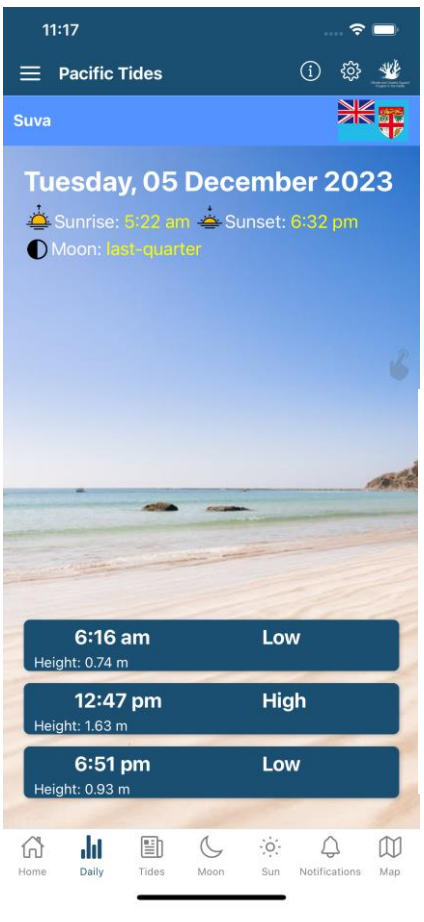 11:17
Pacific Tides
Suva
Tuesday, 05 December 2023
Sunrise: 5:22 am Sunset: 6:32 pm
Moon: last-quarter
6:16 am Low
Height: 0.74 m
12:47 pm High
Height: 1.63 m
6:51 pm Low
Height: 0.93 m
Home Daily Tides Moon Sun Notifications Map